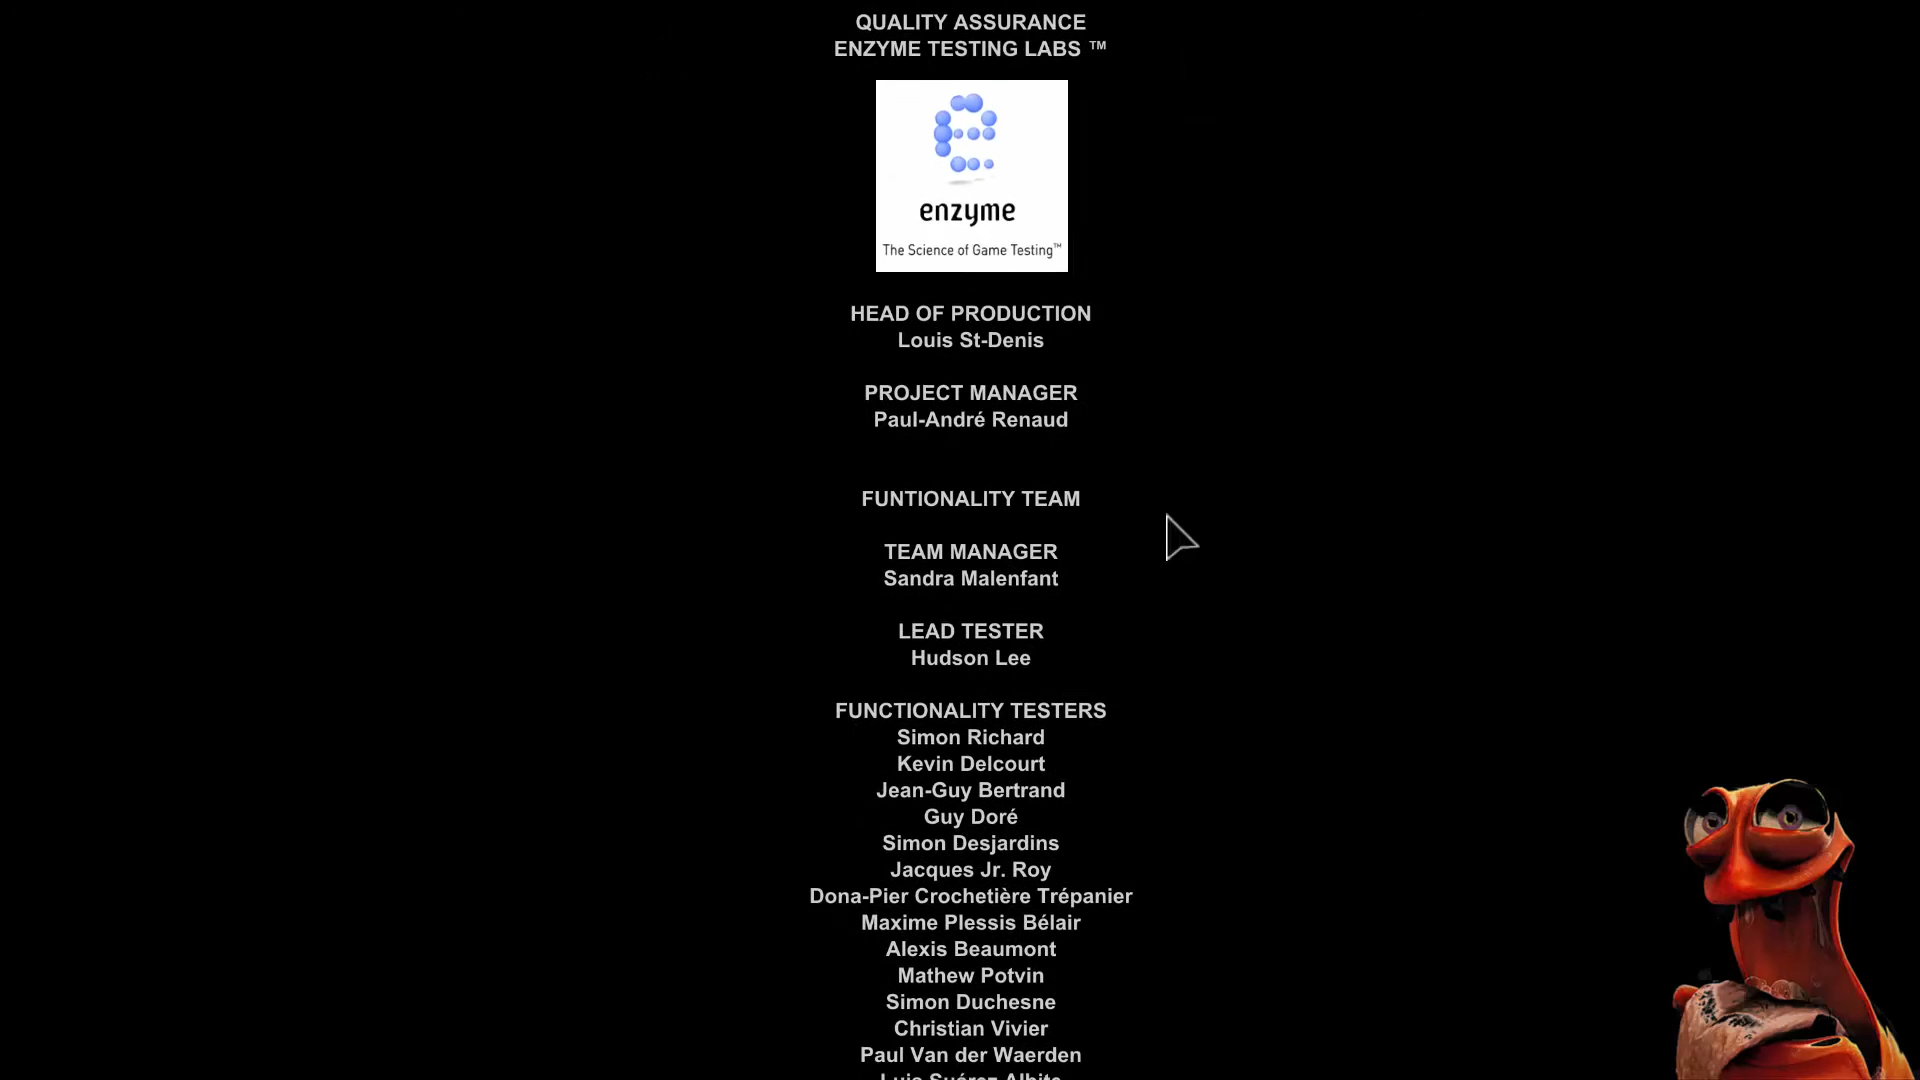 QUALITY ASSURANCE
ENZYME TESTING LABS ™
enzyme
The Science of Game Testing™
HEAD OF PRODUCTION
Louis St-Denis
PROJECT MANAGER
Paul-André Renaud
FUNTIONALITY TEAM
TEAM MANAGER
Sandra Malenfant
LEAD TESTER
Hudson Lee
FUNCTIONALITY TESTERS
Simon Richard
Kevin Delcourt
Jean-Guy Bertrand
Guy Doré
Simon Desjardins
Jacques Jr. Roy
Dona-Pier Crochetière Trépanier
Maxime Plessis Bélair
Alexis Beaumont
Mathew Potvin
Simon Duchesne
Christian Vivier
Paul Van der Waerden
Luis Suárez Albite